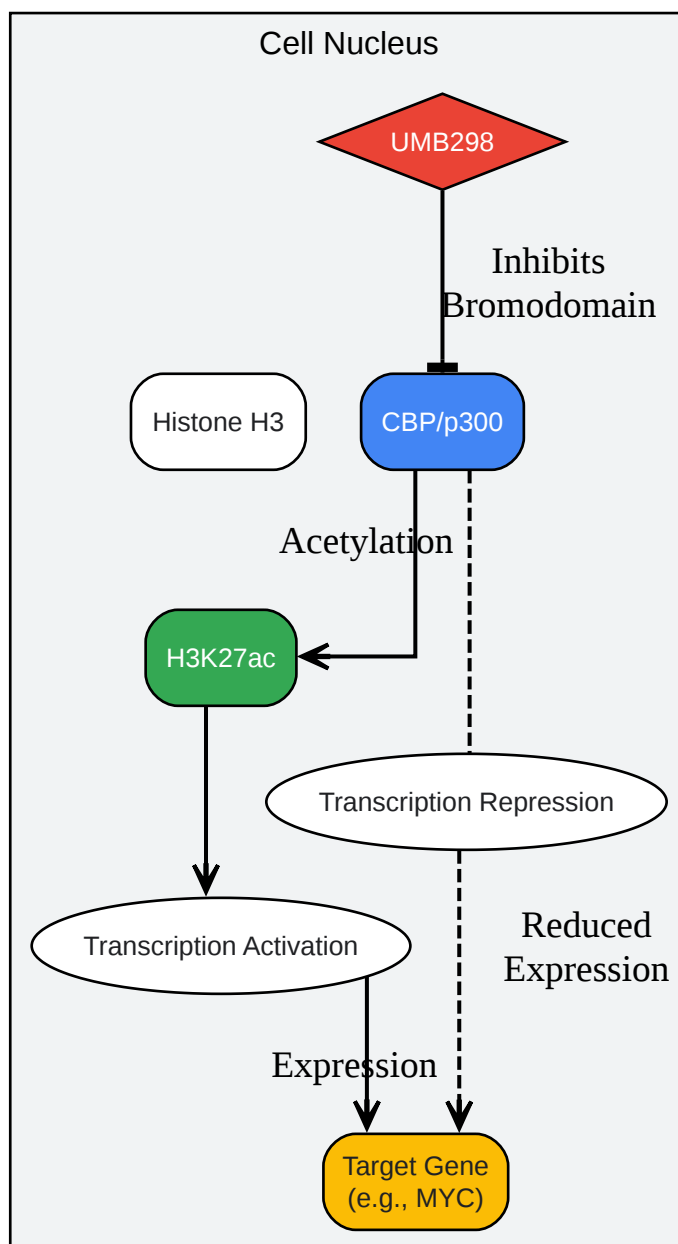 Cell Nucleus
UMB298
Inhibits
Bromodomain
Histone H3
CBP/p300
Acetylation
H3K27ac
Transcription Repression
Transcription Activation
Reduced
Expression
Expression
Target Gene
(e.g., MYC)